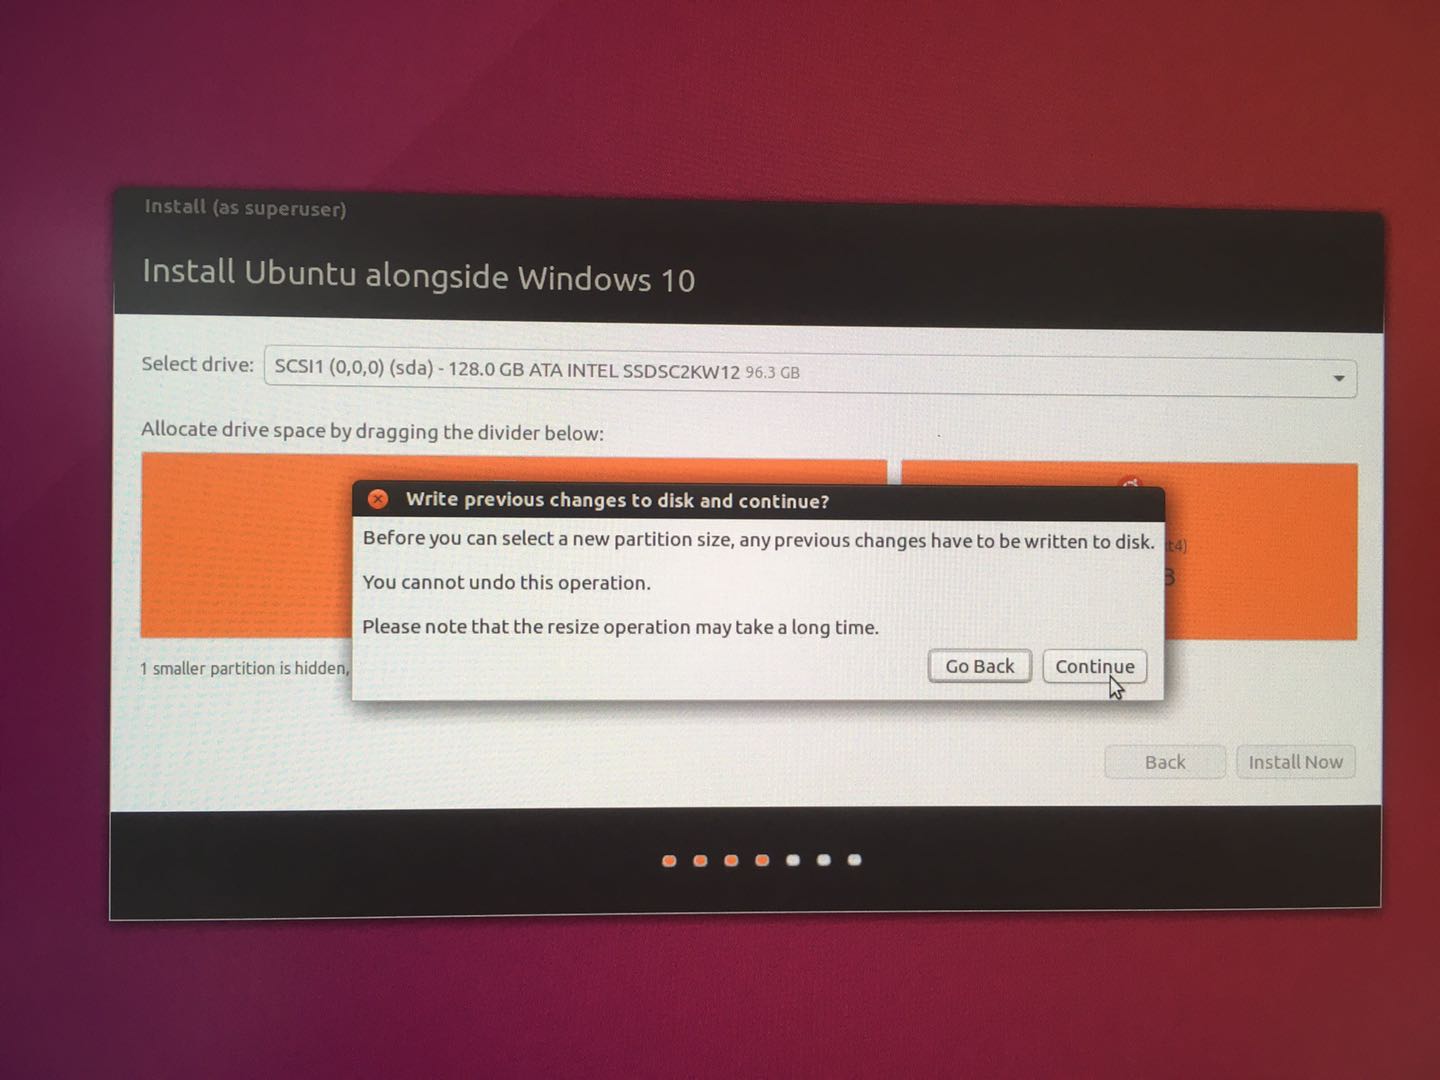 Install (as superuser)
Install Ubuntu alongside Windows 10
Select drive: SCSI1 (0,0,0) (sda) - 128.0 GB ATA INTEL SSDSC2KW12 96.3 GB
Allocate drive space by dragging the divider below:
Write previous changes to disk and continue?
Before you can select a new partition size, any previous changes have to be written to disk.
t4)
You cannot undo this operation.
Please note that the resize operation may take a long time.
1 smaller partition is hidden,
Go Back Continue
Back Install Now